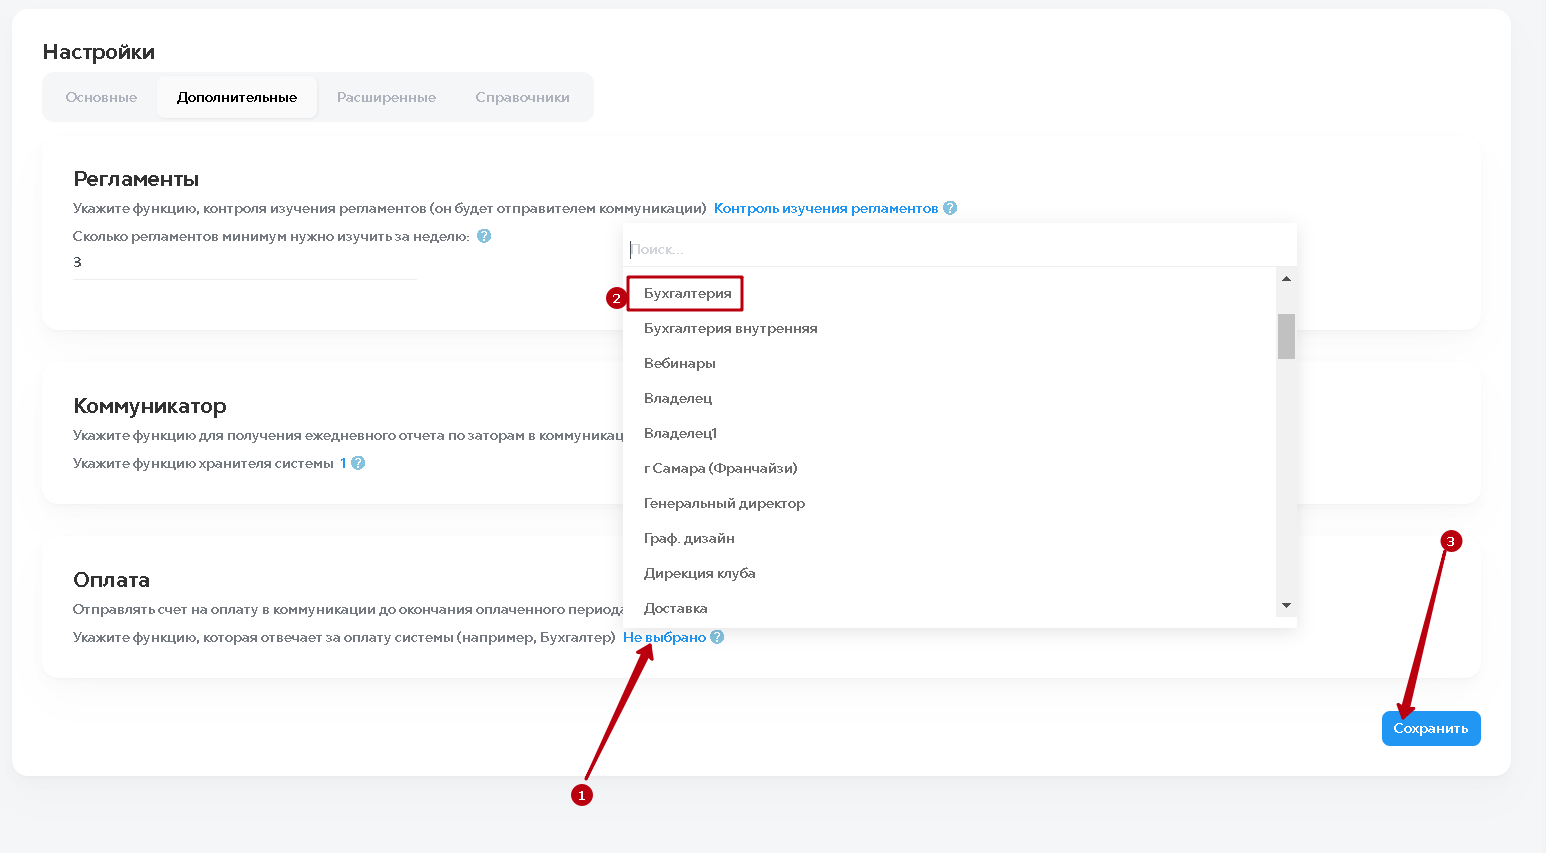 Настройки
Основные Дополнительные Расширенные Справочники
Регламенты
Укажите функцию, контроля изучения регламентов (он будет отправителем коммуникации) Контроль изучения регламентов ?
Сколько регламентов минимум нужно изучить за неделю: ?
3
Поиск...
2 Бухгалтерия
Бухгалтерия внутренняя
Вебинары
Владелец
Владелец1
г Самара (Франчайзи)
Генеральный директор
Граф. дизайн
Дирекция клуба
Доставка
Коммуникатор
Укажите функцию для получения ежедневного отчета по заторам в коммуникац
Укажите функцию хранителя системы 1 ?
Оплата
Отправлять счет на оплату в коммуникации до окончания оплаченного периода
Укажите функцию, которая отвечает за оплату системы (например, Бухгалтер) Не выбрано ?
3
Сохранить
1